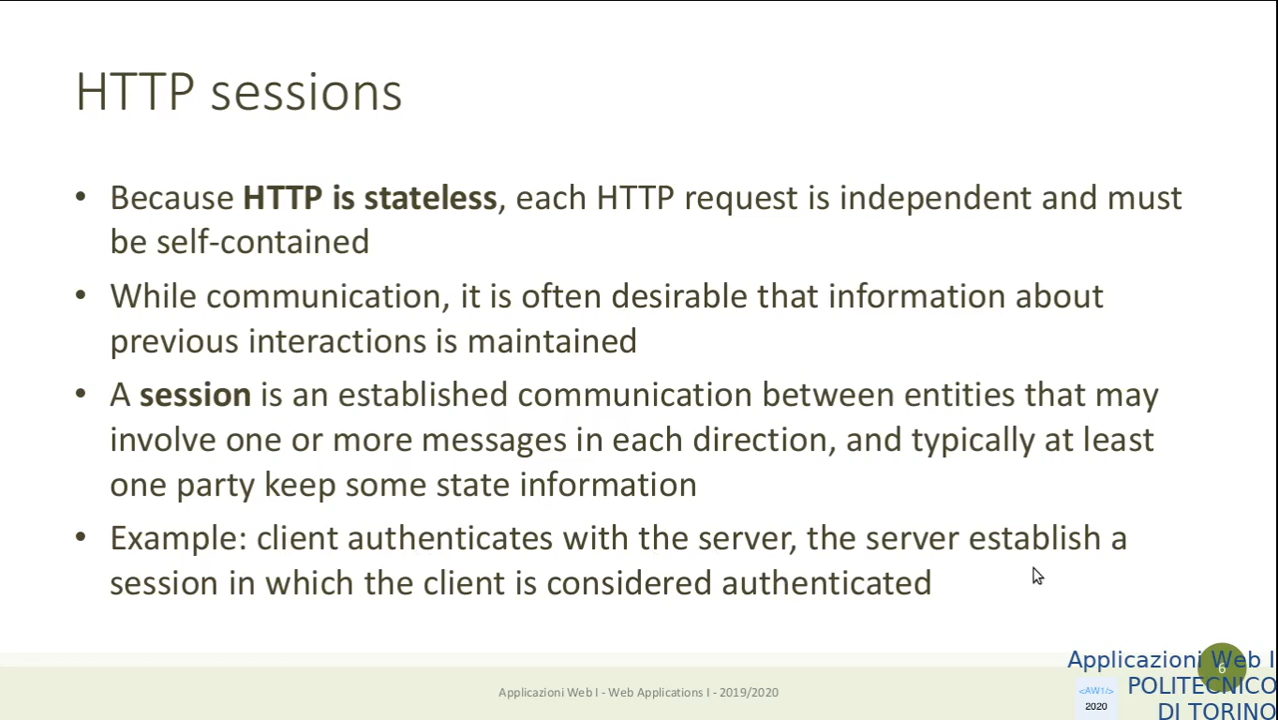 HTTP sessions
• Because HTTP is stateless, each HTTP request is independent and must
be self-contained
• While communication, it is often desirable that information about
previous interactions is maintained
• A session is an established communication between entities that may
involve one or more messages in each direction, and typically at least
one party keep some state information
• Example: client authenticates with the server, the server establish a
session in which the client is considered authenticated
Applicazioni Web I - Web Applications I - 2019/2020
6
Applicazioni Web I
POLITECNICO
DI TORINO
<AW1/>
2020